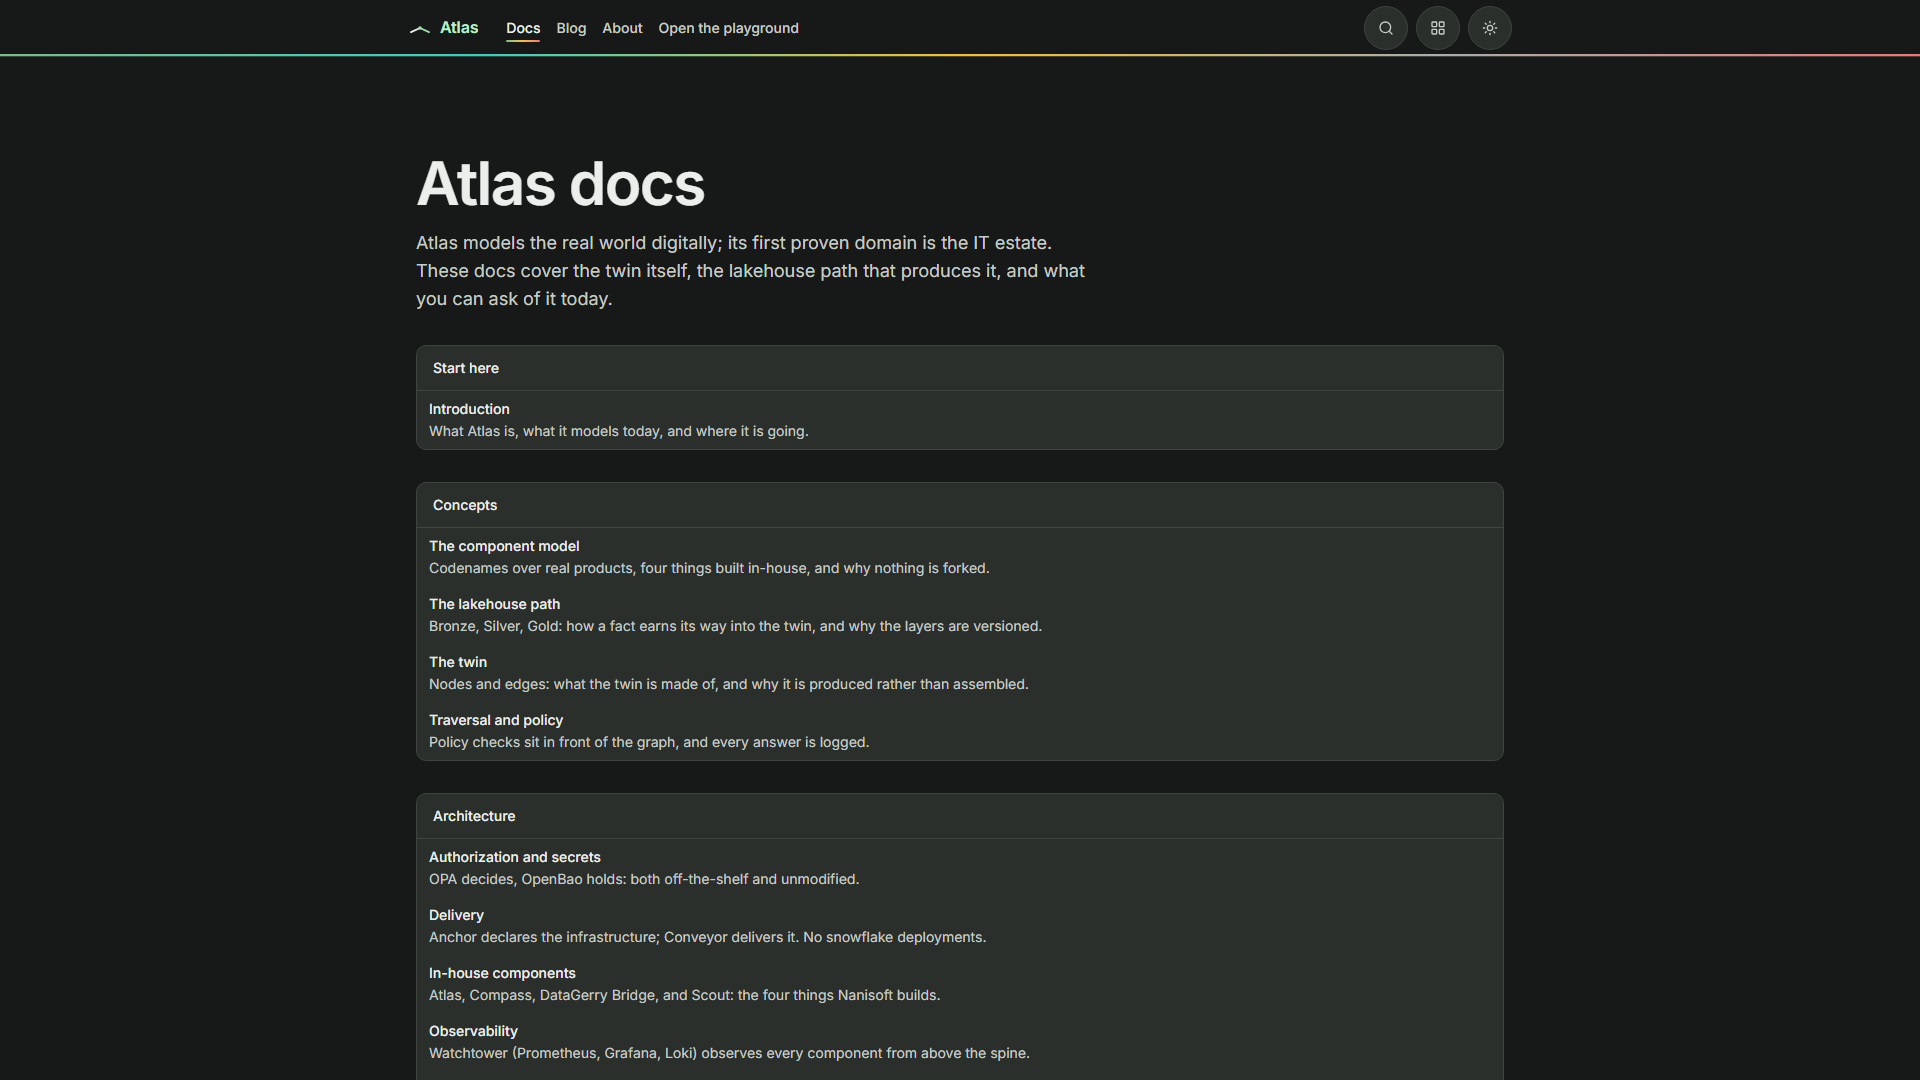 Atlas
Docs
Blog
About
Open the playground
Atlas docs
Atlas models the real world digitally; its first proven domain is the IT estate.
These docs cover the twin itself, the lakehouse path that produces it, and what
you can ask of it today.
Start here
Introduction
What Atlas is, what it models today, and where it is going.
Concepts
The component model
Codenames over real products, four things built in-house, and why nothing is forked.
The lakehouse path
Bronze, Silver, Gold: how a fact earns its way into the twin, and why the layers are versioned.
The twin
Nodes and edges: what the twin is made of, and why it is produced rather than assembled.
Traversal and policy
Policy checks sit in front of the graph, and every answer is logged.
Architecture
Authorization and secrets
OPA decides, OpenBao holds: both off-the-shelf and unmodified.
Delivery
Anchor declares the infrastructure; Conveyor delivers it. No snowflake deployments.
In-house components
Atlas, Compass, DataGerry Bridge, and Scout: the four things Nanisoft builds.
Observability
Watchtower (Prometheus, Grafana, Loki) observes every component from above the spine.